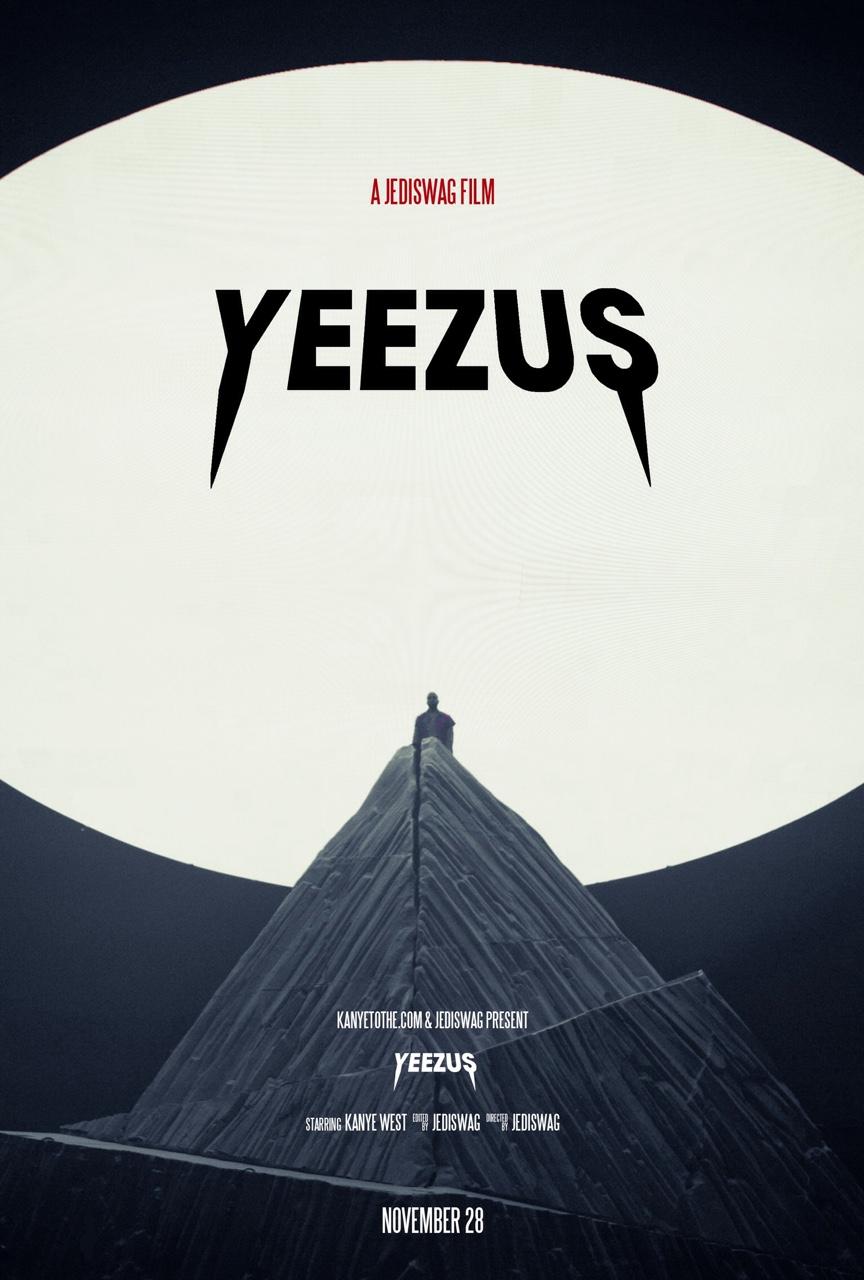 A JEDISWAG FILM
YEEZUS
KANYETOTHE.COM & JEDISWAG PRESENT
YEEZUS
STARRING KANYE WEST EDITED BY JEDISWAG DIRECTED BY JEDISWAG
NOVEMBER 28